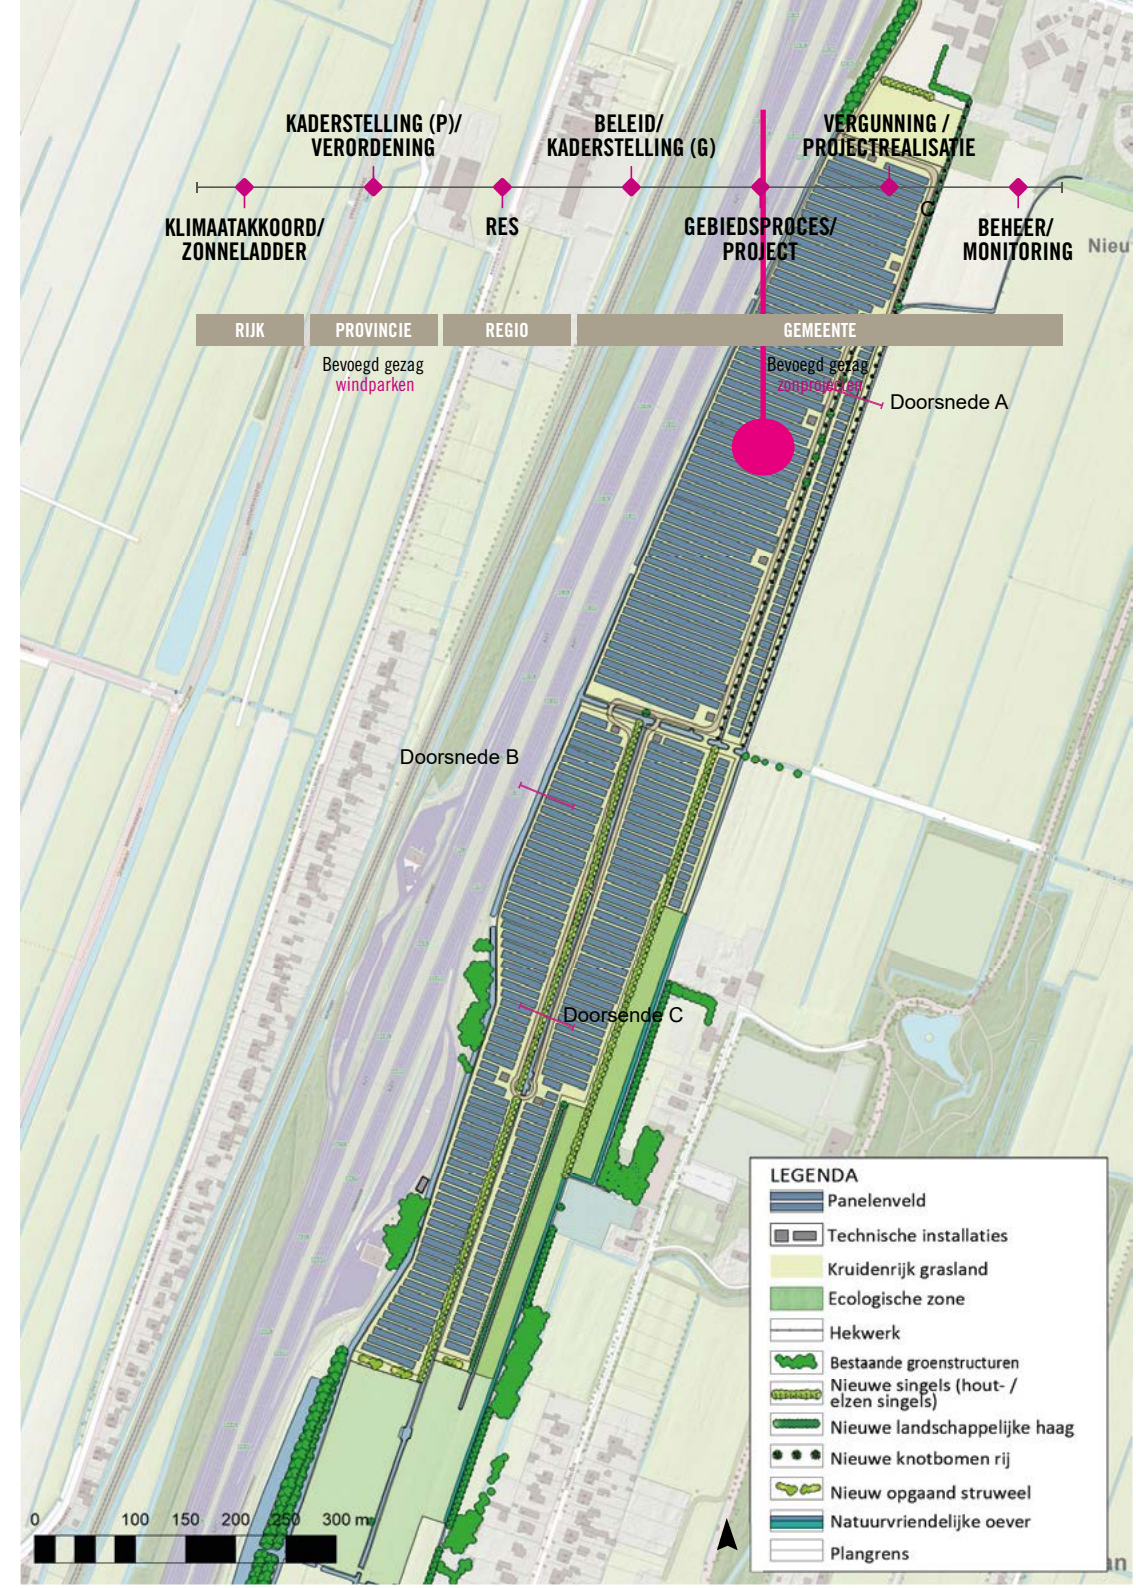 KADERSTELLING (P)/
VERORDENING
BELEID/
KADERSTELLING (G)
VERGUNNING /
PROJECTREALISATIE
C
KLIMAATAKKOORD/
ZONNELADDER
RES
GEBIEDSPROCES/
PROJECT
BEHEER/
MONITORING
Nieu
RIJK
PROVINCIE
REGIO
GEMEENTE
Bevoegd gezag
windparken
Bevoegd gezag
zonprojecten
Doorsnede A
Doorsnede B
Doorsende C
LEGENDA
Panelenveld
Technische installaties
Kruidenrijk grasland
Ecologische zone
Hekwerk
Bestaande groenstructuren
Nieuwe singels (hout- /
elzen singels)
Nieuwe landschappelijke haag
Nieuwe knotbomen rij
Nieuw opgaand struweel
Natuurvriendelijke oever
Plangrens
0 100 150 200 250 300 m
an